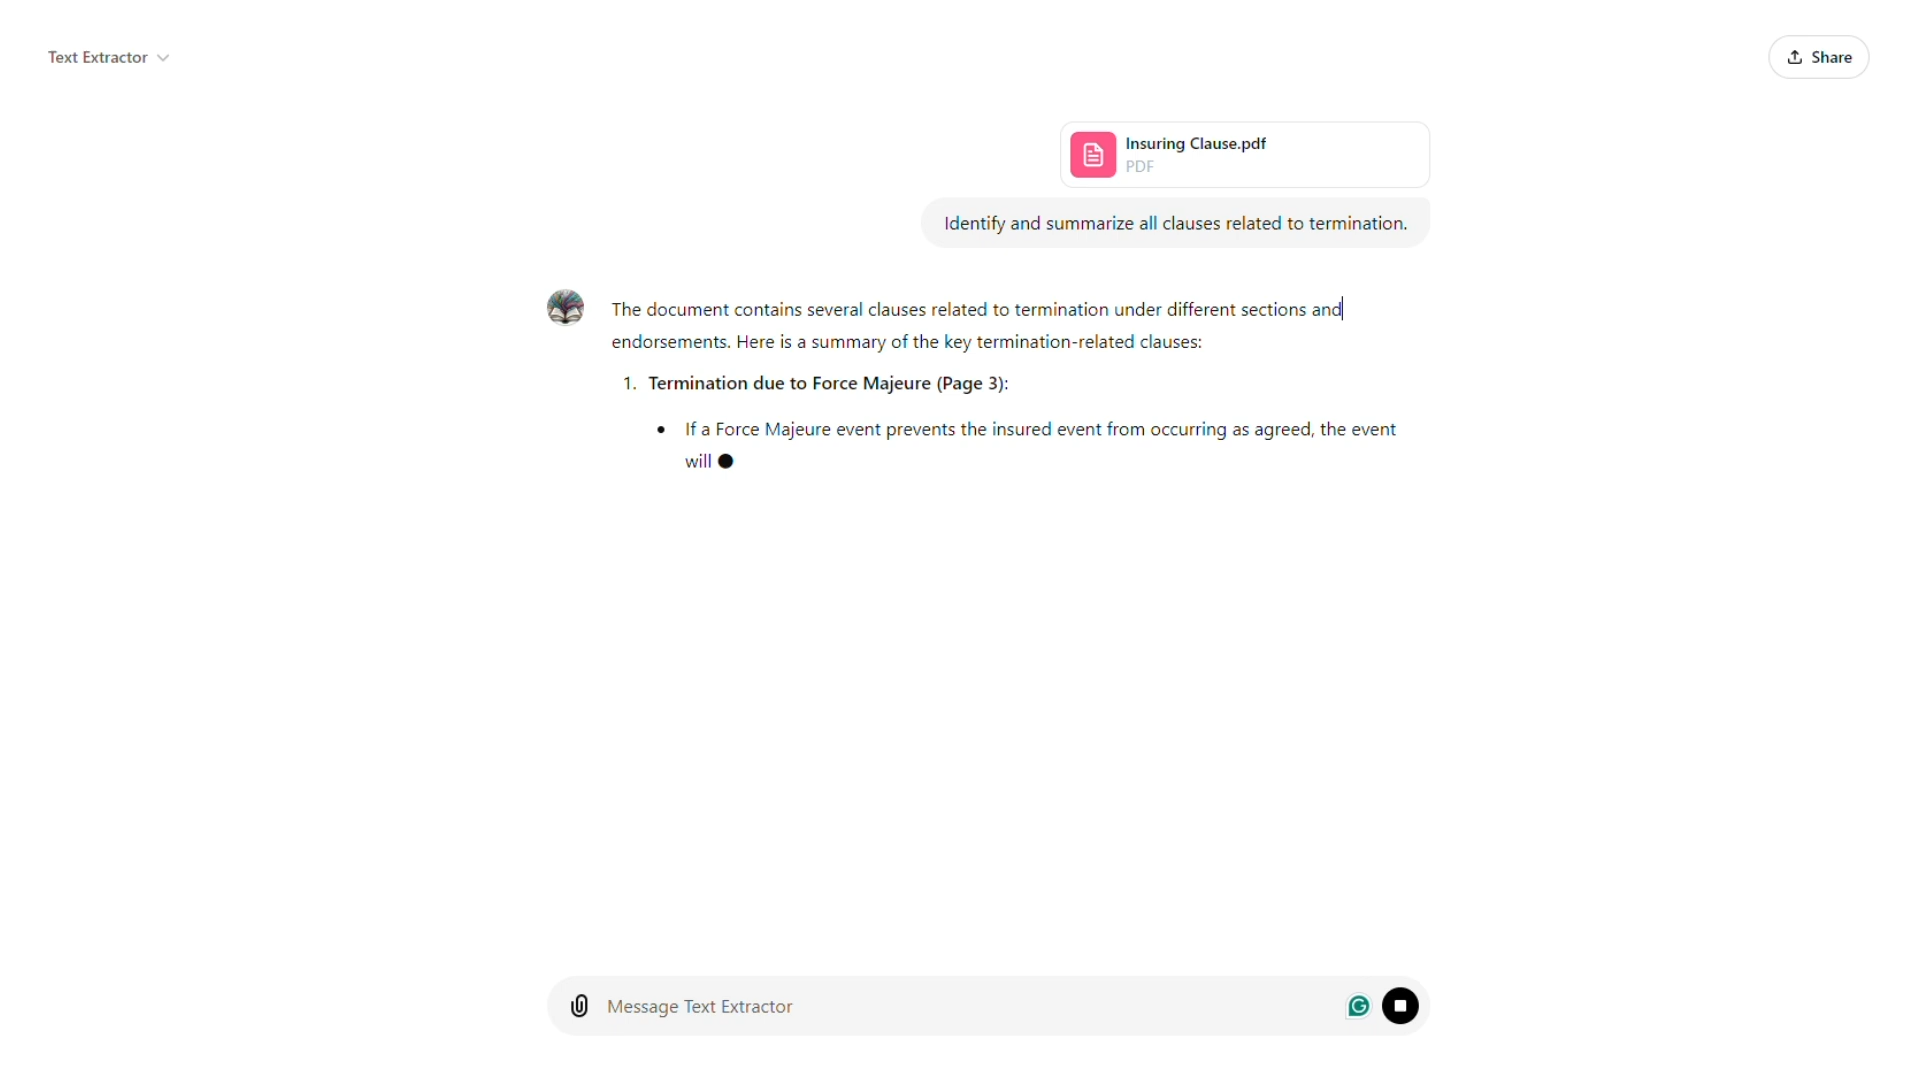 Text Extractor
Share
Insuring Clause.pdf
PDF
Identify and summarize all clauses related to termination.
The document contains several clauses related to termination under different sections and
endorsements. Here is a summary of the key termination-related clauses:
1. Termination due to Force Majeure (Page 3):
• If a Force Majeure event prevents the insured event from occurring as agreed, the event
will
Message Text Extractor